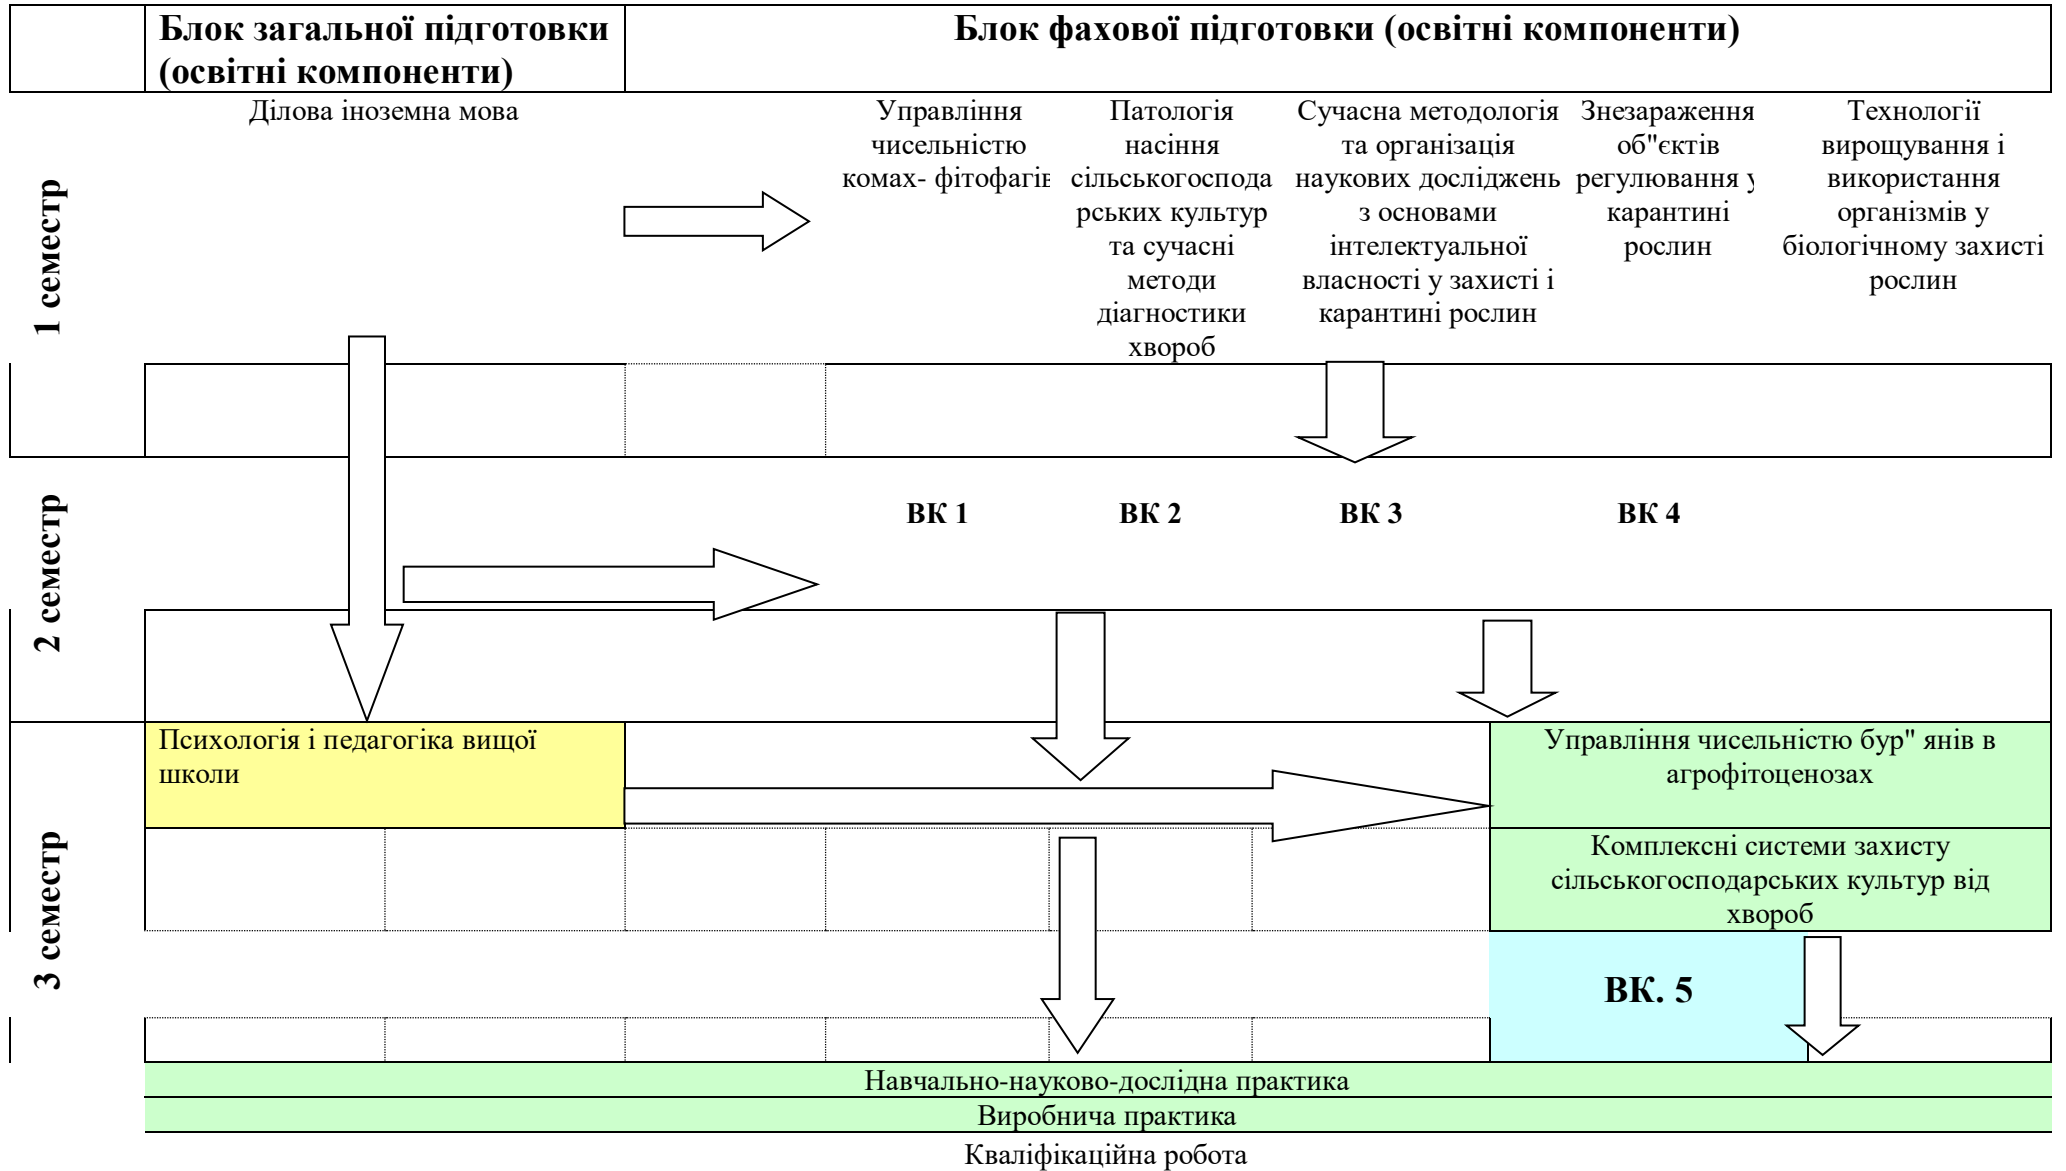 Блок загальної підготовки
(освітні компоненти)
Блок фахової підготовки (освітні компоненти)
1 семестр
Ділова іноземна мова
Управління
чисельністю
комах- фітофагів
Патологія
насіння
сільськогоспода
рських культур
та сучасні
методи
діагностики
хвороб
Сучасна методологія
та організація
наукових досліджень
з основами
інтелектуальної
власності у захисті і
карантині рослин
Знезараження
об"єктів
регулювання у
карантині
рослин
Технології
вирощування і
використання
організмів у
біологічному захисті
рослин
2 семестр
ВК 1
ВК 2
ВК 3
ВК 4
3 семестр
Психологія і педагогіка вищої
школи
Управління чисельністю бур" янів в
агрофітоценозах
Комплексні системи захисту
сільськогосподарських культур від
хвороб
ВК. 5
Навчально-науково-дослідна практика
Виробнича практика
Кваліфікаційна робота